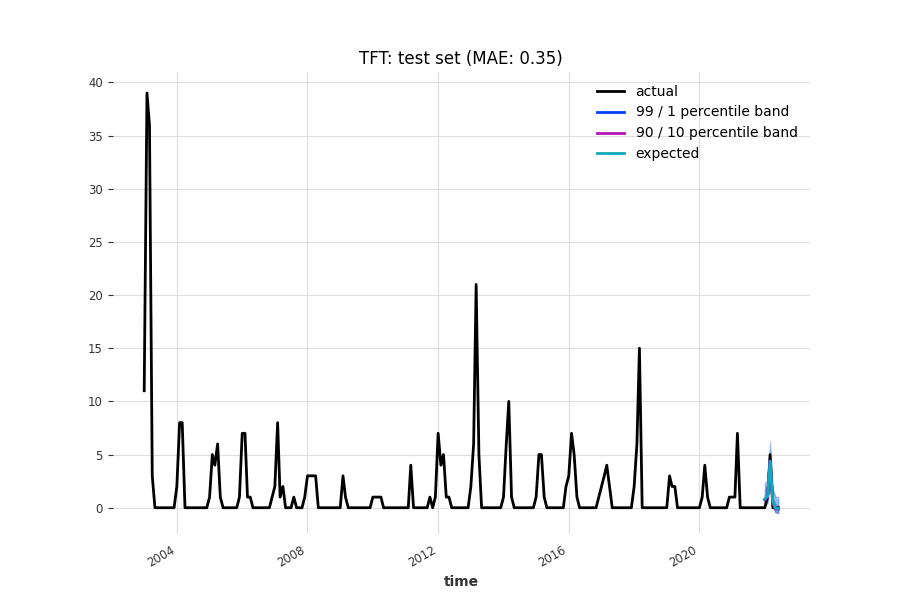 TFT: test set (MAE: 0.35)
actual
99 / 1 percentile band
90 / 10 percentile band
expected
40
35
30
25
20
15
10
5
0
2004
2008
2012
2016
2020
time